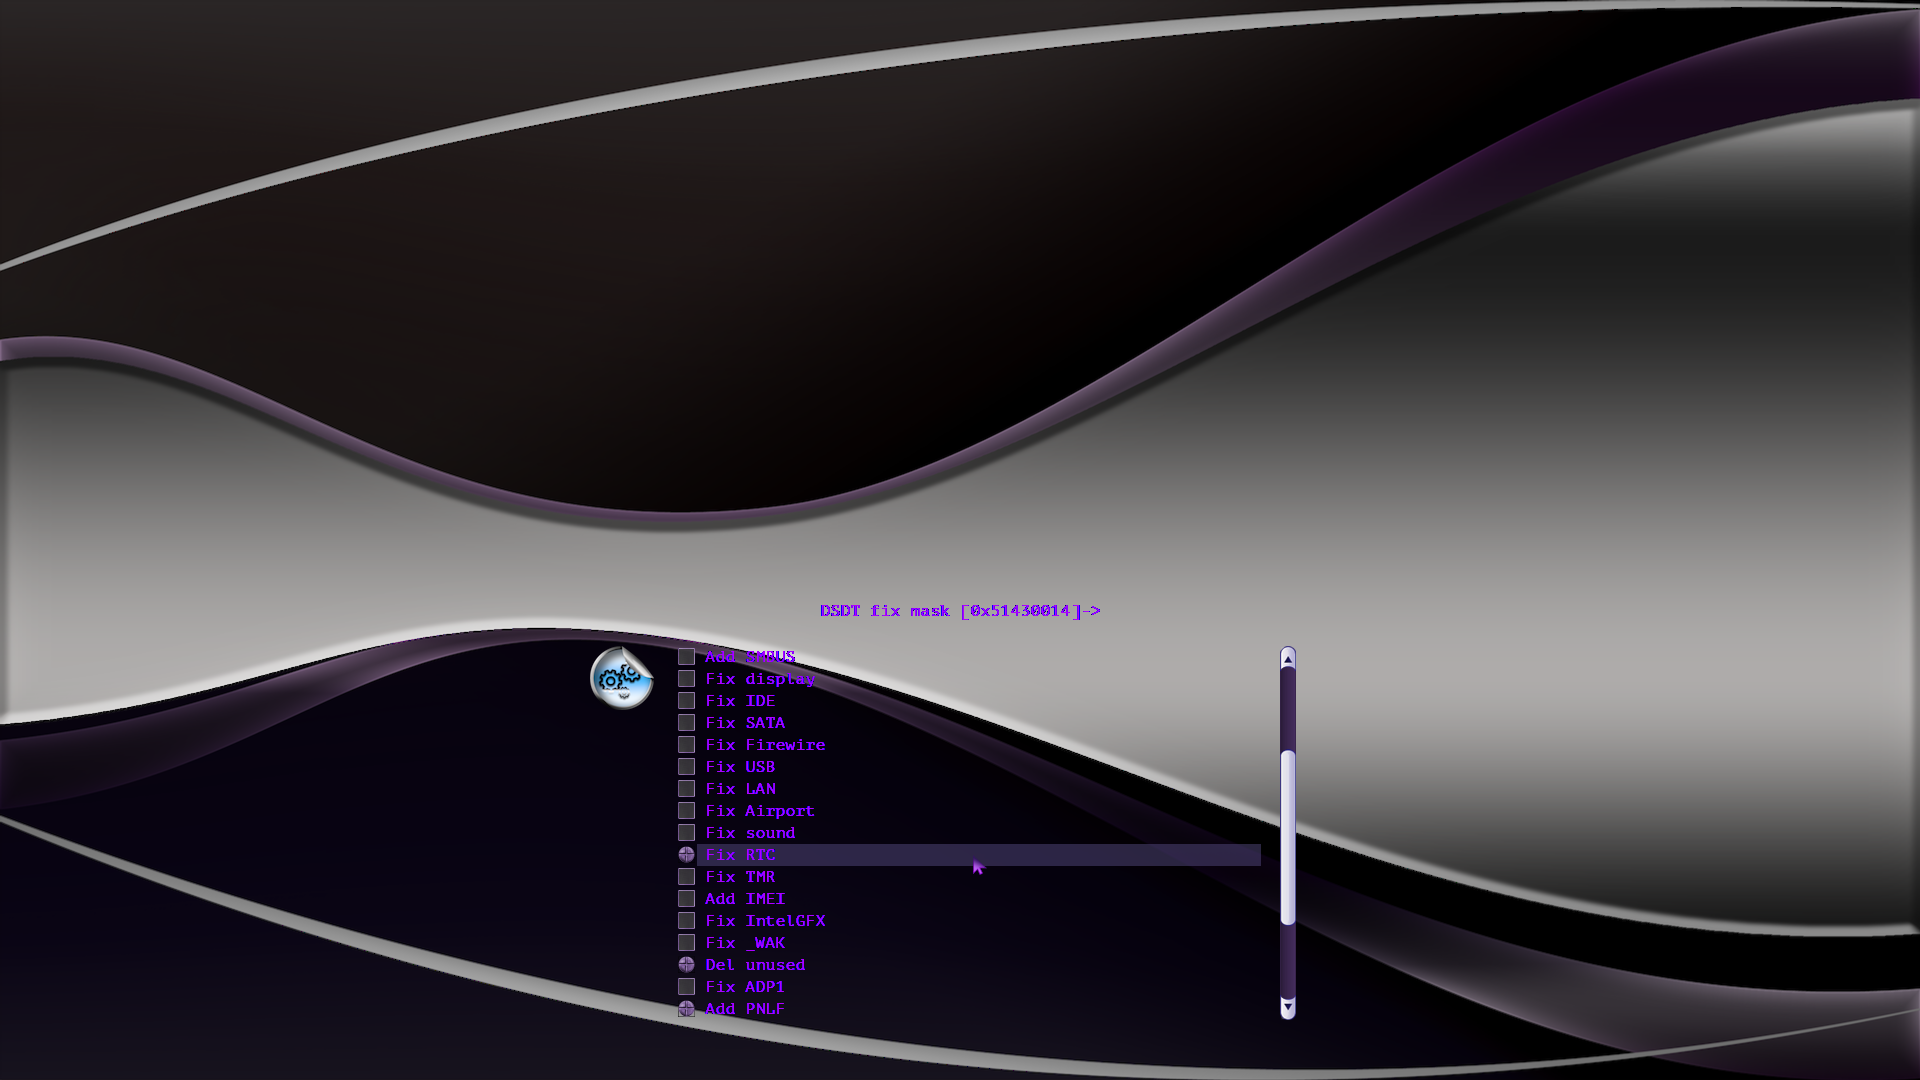 DSDT fix mask [0x51430014]->
Add SMBUS
Fix display
Fix IDE
Fix SATA
Fix Firewire
Fix USB
Fix LAN
Fix Airport
Fix sound
Fix RTC
Fix TMR
Add IMEI
Fix IntelGFX
Fix _WAK
Del unused
Fix ADP1
Add PNLF